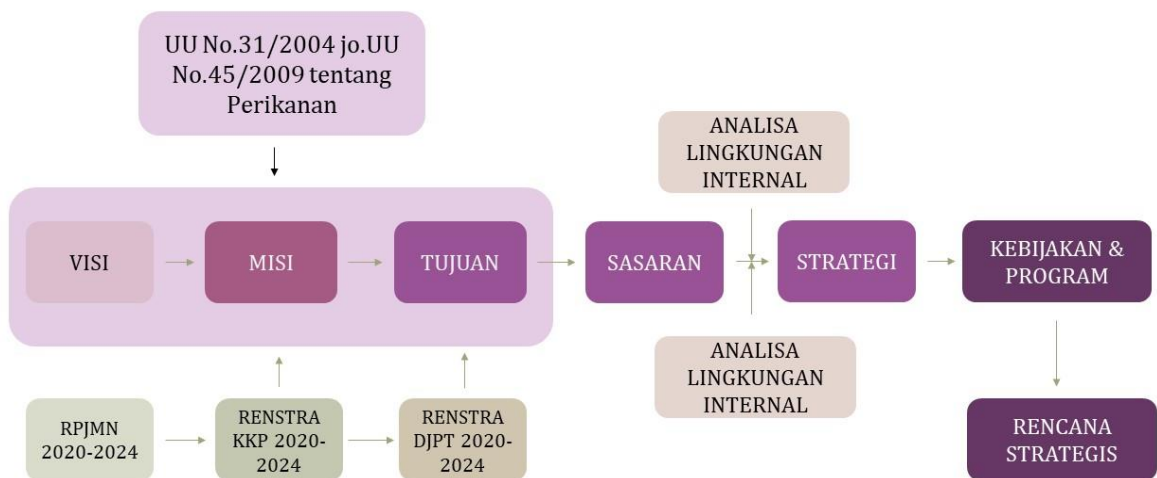 UU No.31/2004 jo.UU
No.45/2009 tentang
Perikanan
ANALISA
LINGKUNGAN
INTERNAL
VISI
MISI
TUJUAN
SASARAN
STRATEGI
KEBIJAKAN &
PROGRAM
ANALISA
LINGKUNGAN
INTERNAL
RPJMN
2020-2024
RENSTRA
KKP 2020-
2024
RENSTRA
DJPT 2020-
2024
RENCANA
STRATEGIS